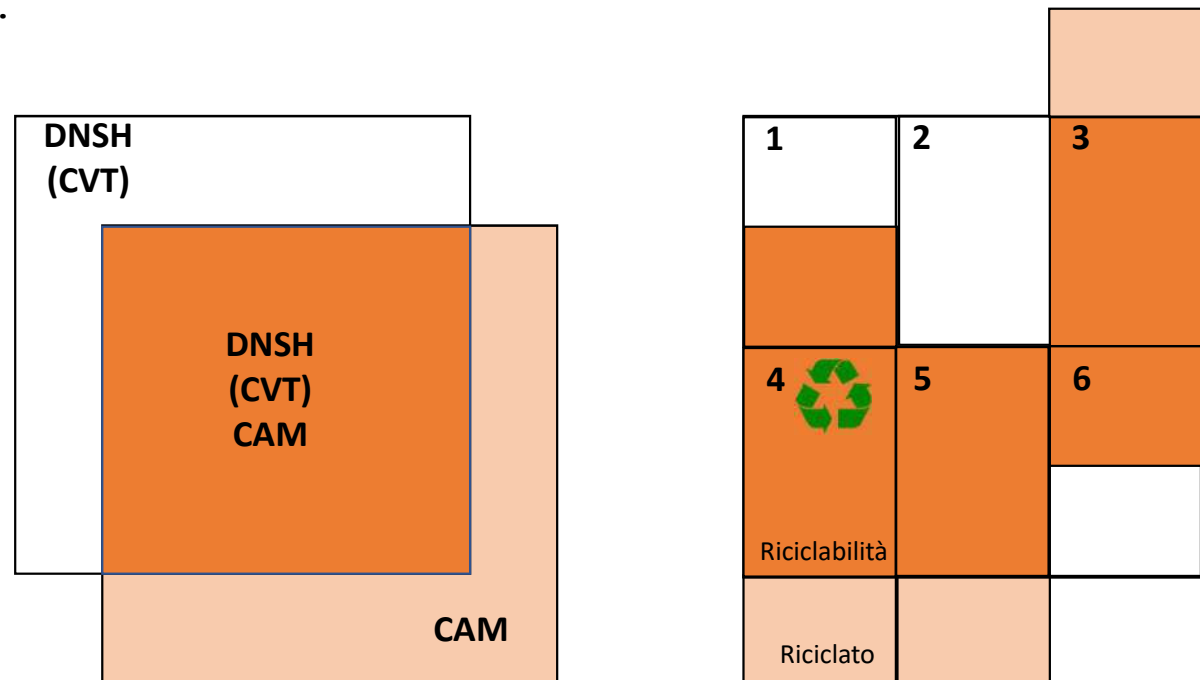 .
DNSH
(CVT)
DNSH
(CVT)
CAM
CAM
1
2
3
4
5
6
Riciclabilità
Riciclato